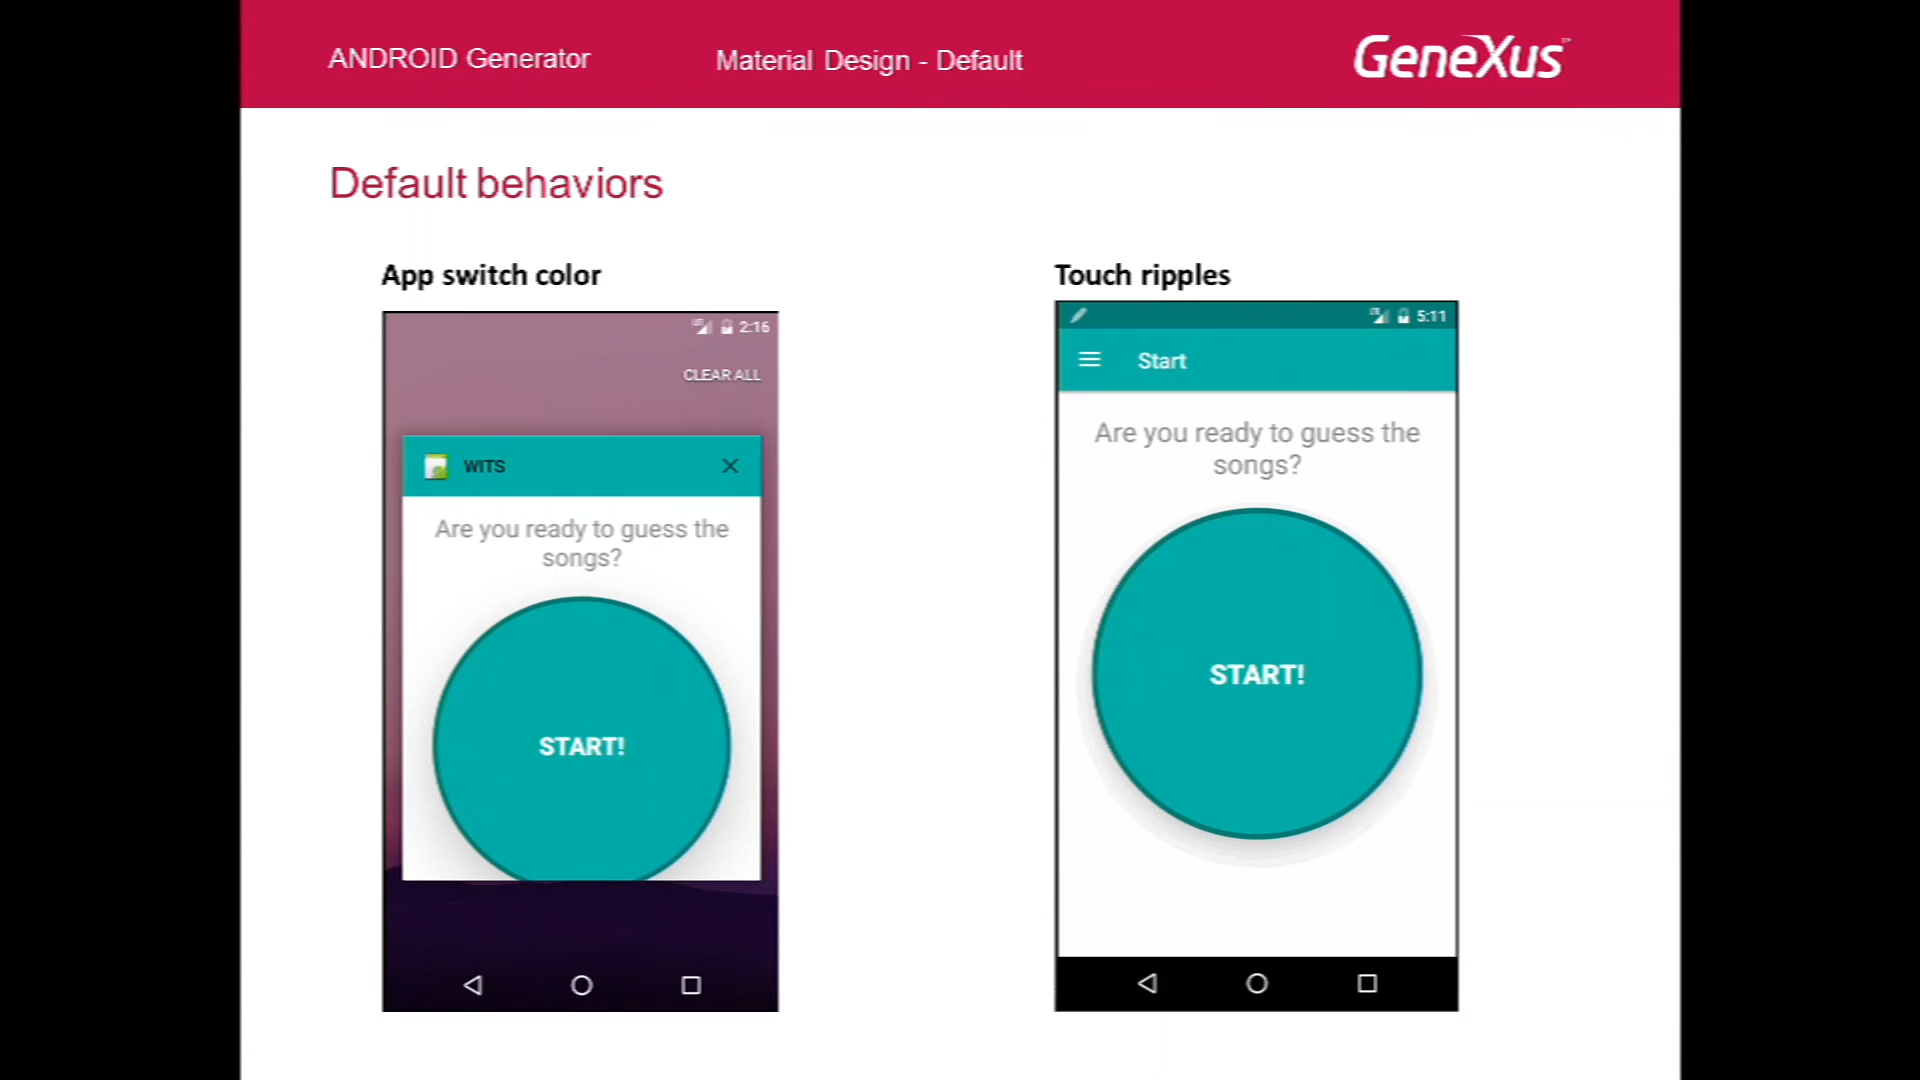 ANDROID Generator
Material Design - Default
GeneXus™
Default behaviors
App switch color
Touch ripples
2:16
CLEAR ALL
WITS
Are you ready to guess the
songs?
START!
5:11
Start
Are you ready to guess the
songs?
START!